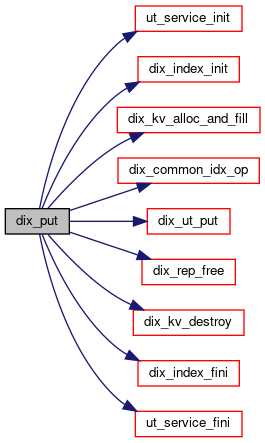 ut_service_init
dix_index_init
dix_kv_alloc_and_fill
dix_common_idx_op
dix_put
dix_ut_put
dix_rep_free
dix_kv_destroy
dix_index_fini
ut_service_fini